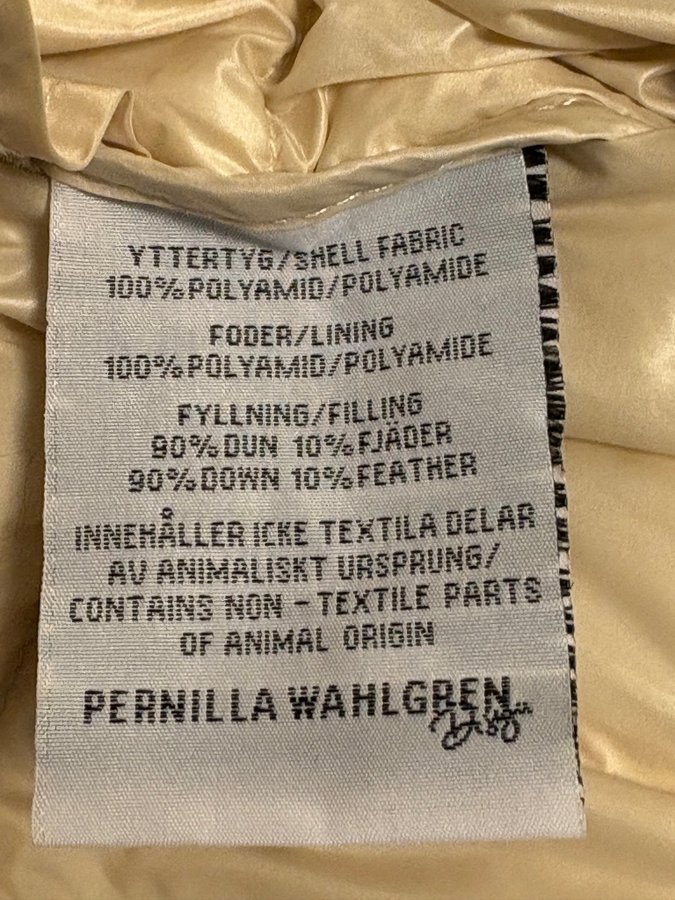 YTTERTYG/SHELL FABRIC
100% POLYAMID/POLYAMIDE
FODER/LINING
100% POLYAMID/POLYAMIDE
FYLLNING/FILLING
90% DUN 10% FJÄDER
90% DOWN 10% FEATHER
INNEHÅLLER ICKE TEXTILA DELAR
AV ANIMALISKT URSPRUNG/
CONTAINS NON - TEXTILE PARTS
OF ANIMAL ORIGIN
PERNILLA WAHLGREN
Design